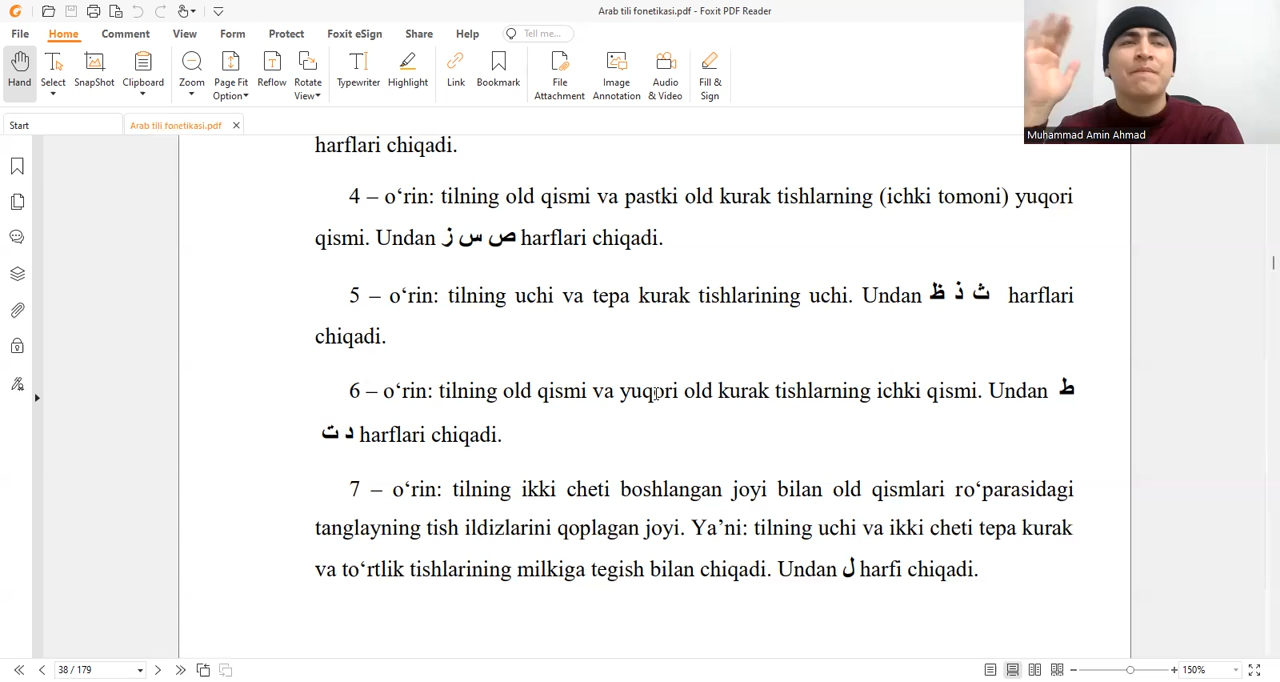 Arab tili fonetikasi.pdf - Foxit PDF Reader
File Home Comment View Form Protect Foxit eSign Share Help Tell me...
Hand Select SnapShot Clipboard Zoom Page Fit Option Reflow Rotate View Typewriter Highlight Link Bookmark File Attachment Image Annotation Audio & Video Fill & Sign
Muhammad Amin Ahmad
Start Arab tili fonetikasi.pdf
harflari chiqadi.
4 – o‘rin: tilning old qismi va pastki old kurak tishlarning (ichki tomoni) yuqori
qismi. Undan ص س ز harflari chiqadi.
5 – o‘rin: tilning uchi va tepa kurak tishlarining uchi. Undan ث ذ ظ harflari
chiqadi.
6 – o‘rin: tilning old qismi va yuqori old kurak tishlarning ichki qismi. Undan ط
د ت harflari chiqadi.
7 – o‘rin: tilning ikki cheti boshlangan joyi bilan old qismlari ro‘parasidagi
tanglayning tish ildizlarini qoplagan joyi. Ya’ni: tilning uchi va ikki cheti tepa kurak
va to‘rtlik tishlarining milkiga tegish bilan chiqadi. Undan ل harfi chiqadi.
38 / 179 150%